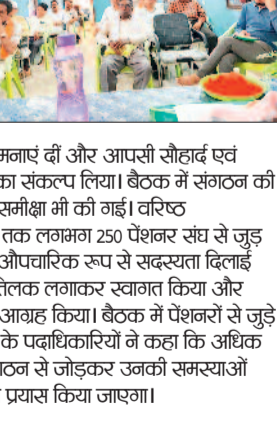 मनाएं दीं और आपसी सौहार्द एवं
का संकल्प लिया। बैठक में संगठन की
समीक्षा भी की गई। वरिष्ठ
तक लगभग 250 पेंशनर संघ से जुड़
औपचारिक रूप से सदस्यता दिलाई
तिलक लगाकर स्वागत किया और
आग्रह किया। बैठक में पेंशनरों से जुड़े
के पदाधिकारियों ने कहा कि अधिक
गठन से जोड़कर उनकी समस्याओं
प्रयास किया जाएगा।